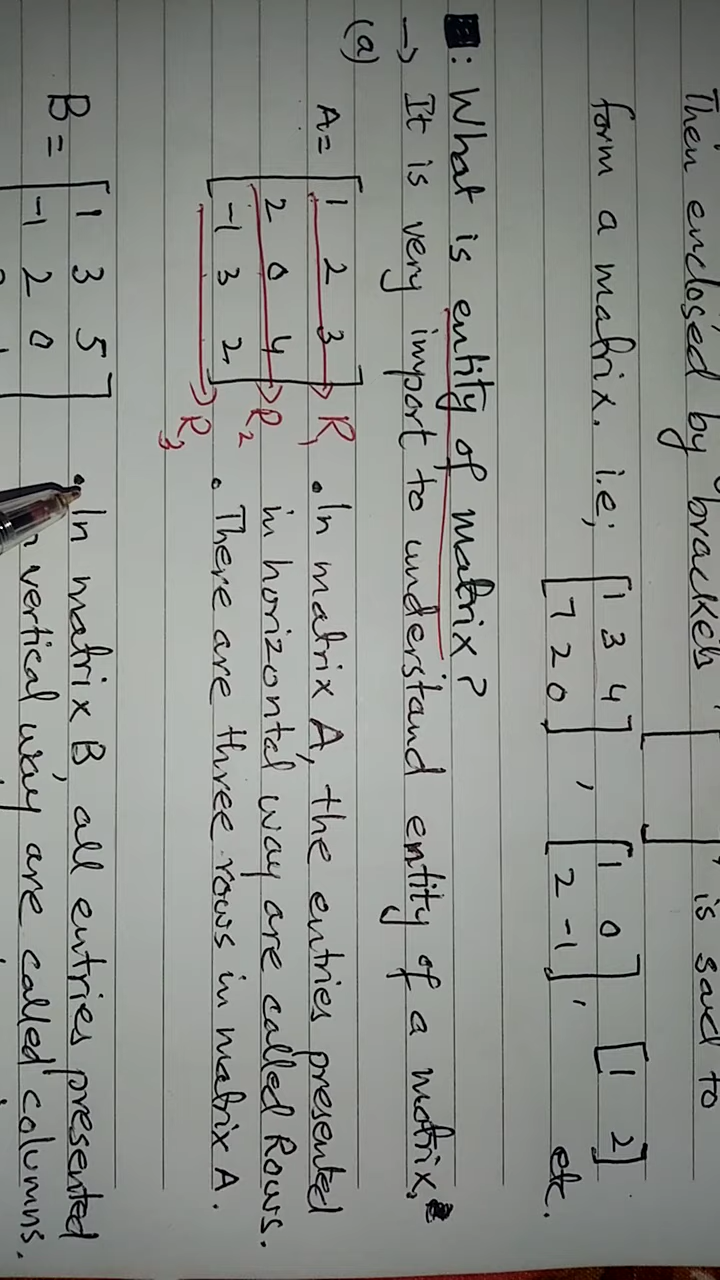 Then enclosed by brackets [ ] is said to
form a matrix. i.e; [1 3 4 , [1 0 , [1 2]
7 2 0] 2 -1] etc.
: What is entity of matrix?
→ It is very import to understand entity of a matrix.
(a)
A = [1 2 3 → R1 . In matrix A, the entries presented
2 0 4 → R2 in horizontal way are called Rows.
-1 3 2] → R3 . There are three rows in matrix A.
B = [1 3 5 . In matrix B, all entries presented
-1 2 0 vertical way are called columns.